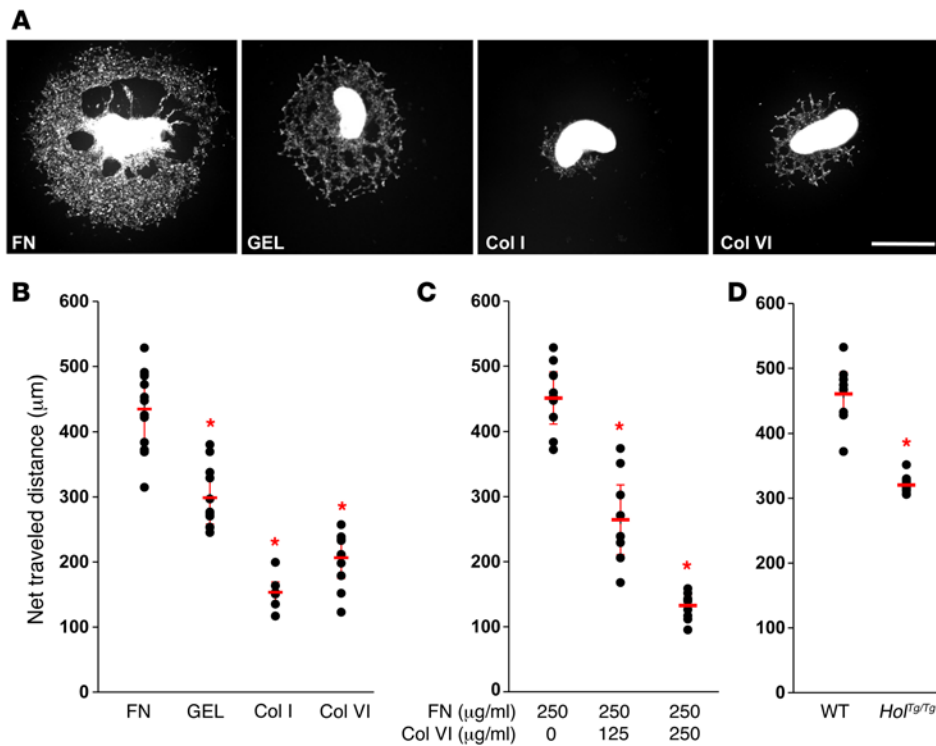 A
FN
GEL
Col I
Col VI
B
C
D
Net traveled distance (μm)
600
500
400
300
200
100
0
FN GEL Col I Col VI
600
500
400
300
200
100
0
FN (μg/ml) 250 250 250
Col VI (μg/ml) 0 125 250
600
500
400
300
200
100
0
WT Hol^Tg/Tg
* * *
* *
*